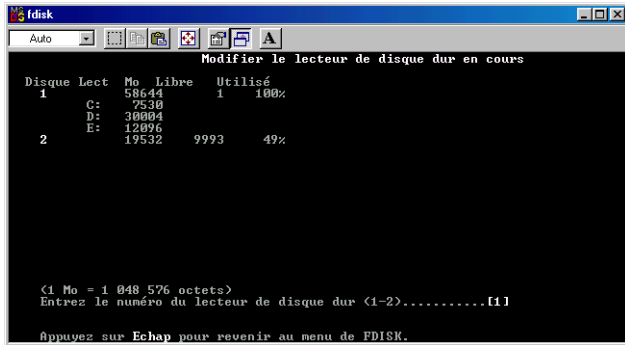 fdisk
Auto A
Modifier le lecteur de disque dur en cours
Disque Lect Mo Libre Utilisé
1 58644 1 100%
C: 7530
D: 30004
E: 12096
2 19532 9993 49%
(1 Mo = 1 048 576 octets)
Entrez le numéro du lecteur de disque dur (1-2)...........[1]
Appuyez sur Echap pour revenir au menu de FDISK.